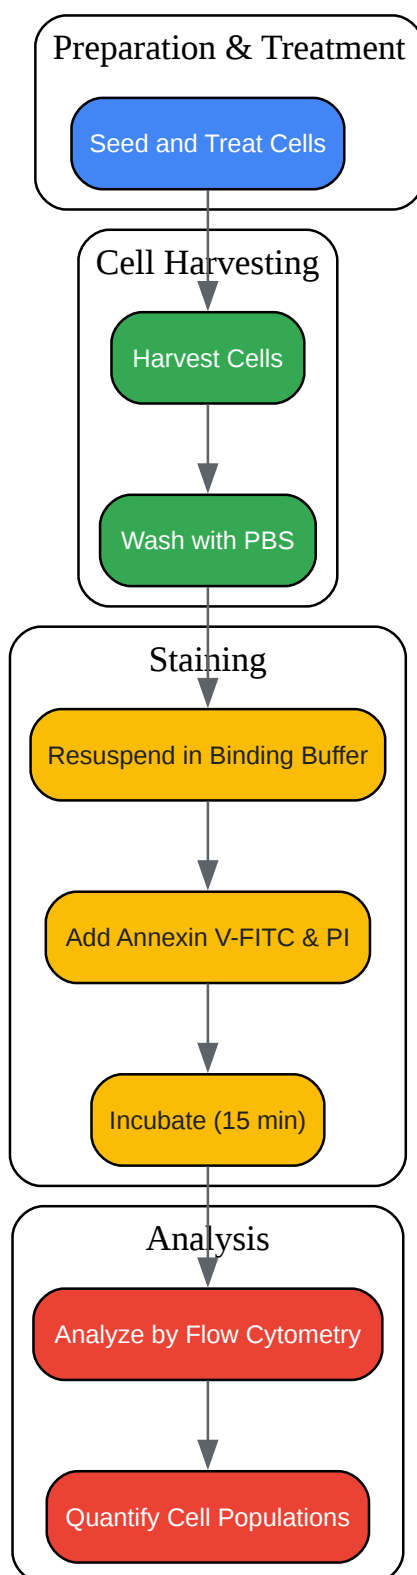 Preparation & Treatment
Seed and Treat Cells
Cell Harvesting
Harvest Cells
Wash with PBS
Staining
Resuspend in Binding Buffer
Add Annexin V-FITC & PI
Incubate (15 min)
Analysis
Analyze by Flow Cytometry
Quantify Cell Populations